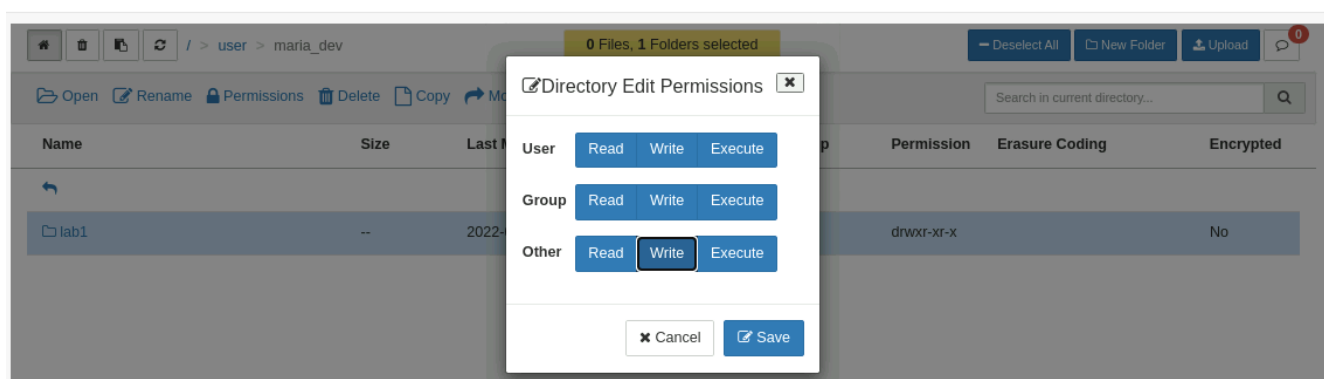 / > user > maria_dev
0 Files, 1 Folders selected
Deselect All
New Folder
Upload
0
Directory Edit Permissions
Open Rename Permissions Delete Copy
Search in current directory...
Name Size Permission Erasure Coding Encrypted
User Read Write Execute
Group Read Write Execute
lab1 -- drwxr-xr-x No
Other Read Write Execute
Cancel Save